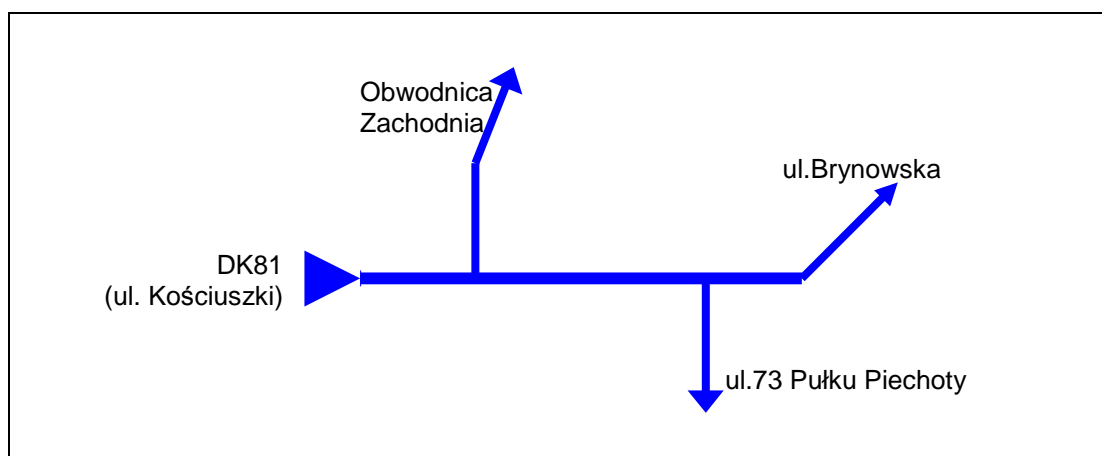 Obwodnica
Zachodnia
ul.Brynowska
DK81
(ul. Kościuszki)
ul.73 Pułku Piechoty